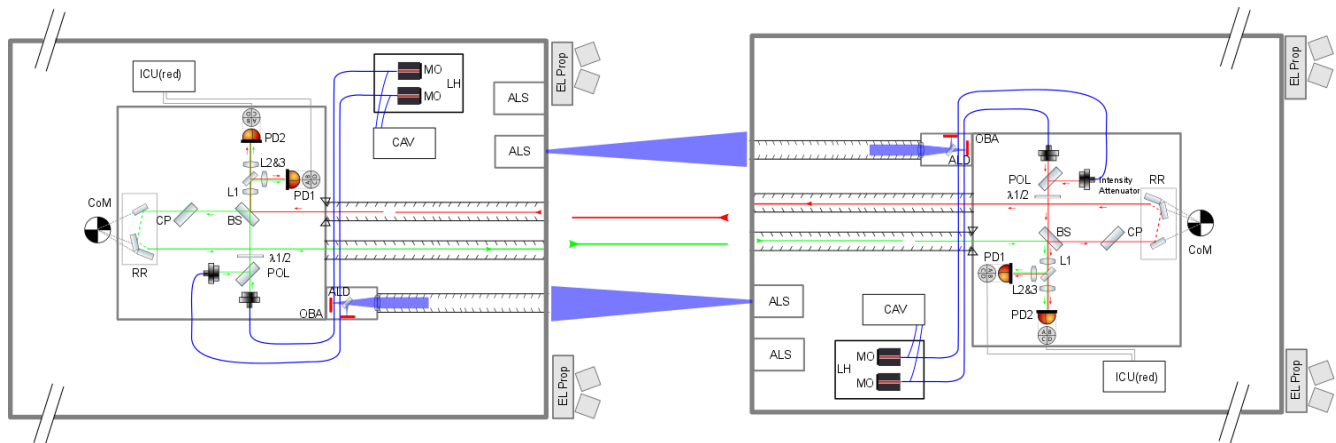 ICU(red)
MO
LH
MO
CAV
ALS
ALS
EL Prop
PD2
L2&3
PD1
L1
CoM
CP
BS
RR
λ1/2
POL
ALD
OBA
EL Prop
EL Prop
OBA
ALD
POL
Intensity
Attenuator
λ1/2
RR
BS
CP
CoM
PD1
L1
L2&3
PD2
ALS
ALS
CAV
MO
LH
MO
ICU(red)
EL Prop